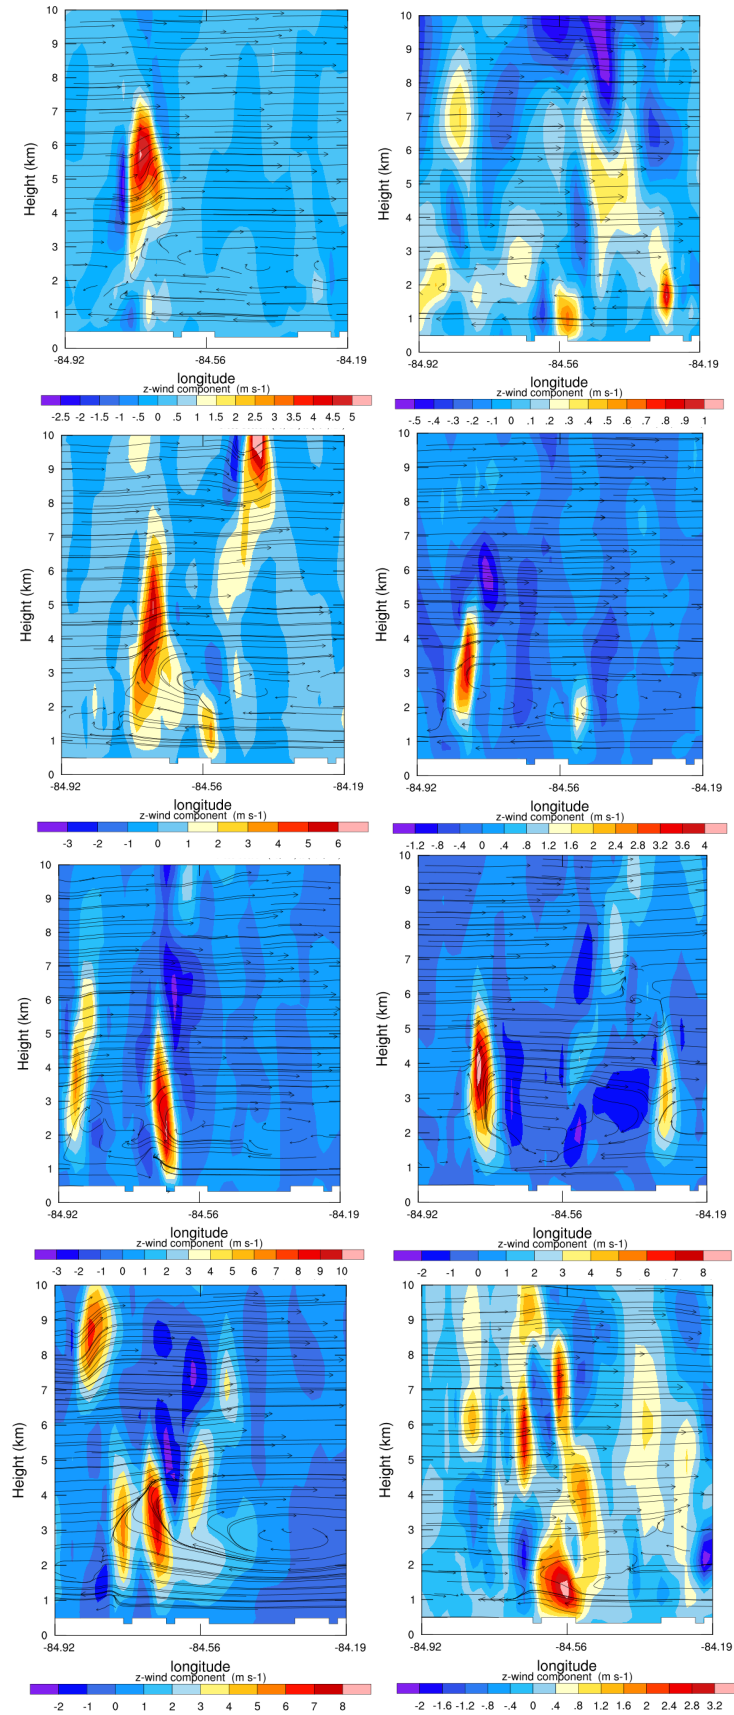 10
9
8
7
6
5
4
3
2
1
0
Height (km)
-84.92 -84.56 -84.19
longitude
z-wind component (m s-1)
-2.5 -2 -1.5 -1 -.5 0 .5 1 1.5 2 2.5 3 3.5 4 4.5 5
10
9
8
7
6
5
4
3
2
1
0
Height (km)
-84.92 -84.56 -84.19
longitude
z-wind component (m s-1)
-.5 -.4 -.3 -.2 -.1 0 .1 .2 .3 .4 .5 .6 .7 .8 .9 1
10
9
8
7
6
5
4
3
2
1
0
Height (km)
-84.92 -84.56 -84.19
longitude
z-wind component (m s-1)
-3 -2 -1 0 1 2 3 4 5 6
10
9
8
7
6
5
4
3
2
1
0
Height (km)
-84.92 -84.56 -84.19
longitude
z-wind component (m s-1)
-1.2 -.8 -.4 0 .4 .8 1.2 1.6 2 2.4 2.8 3.2 3.6 4
10
9
8
7
6
5
4
3
2
1
0
Height (km)
-84.92 -84.56 -84.19
longitude
z-wind component (m s-1)
-3 -2 -1 0 1 2 3 4 5 6 7 8 9 10
10
9
8
7
6
5
4
3
2
1
0
Height (km)
-84.92 -84.56 -84.19
longitude
z-wind component (m s-1)
-2 -1 0 1 2 3 4 5 6 7 8
10
9
8
7
6
5
4
3
2
1
0
Height (km)
-84.92 -84.56 -84.19
longitude
z-wind component (m s-1)
-2 -1 0 1 2 3 4 5 6 7 8
10
9
8
7
6
5
4
3
2
1
0
Height (km)
-84.92 -84.56 -84.19
longitude
z-wind component (m s-1)
-2 -1.6 -1.2 -.8 -.4 0 .4 .8 1.2 1.6 2 2.4 2.8 3.2